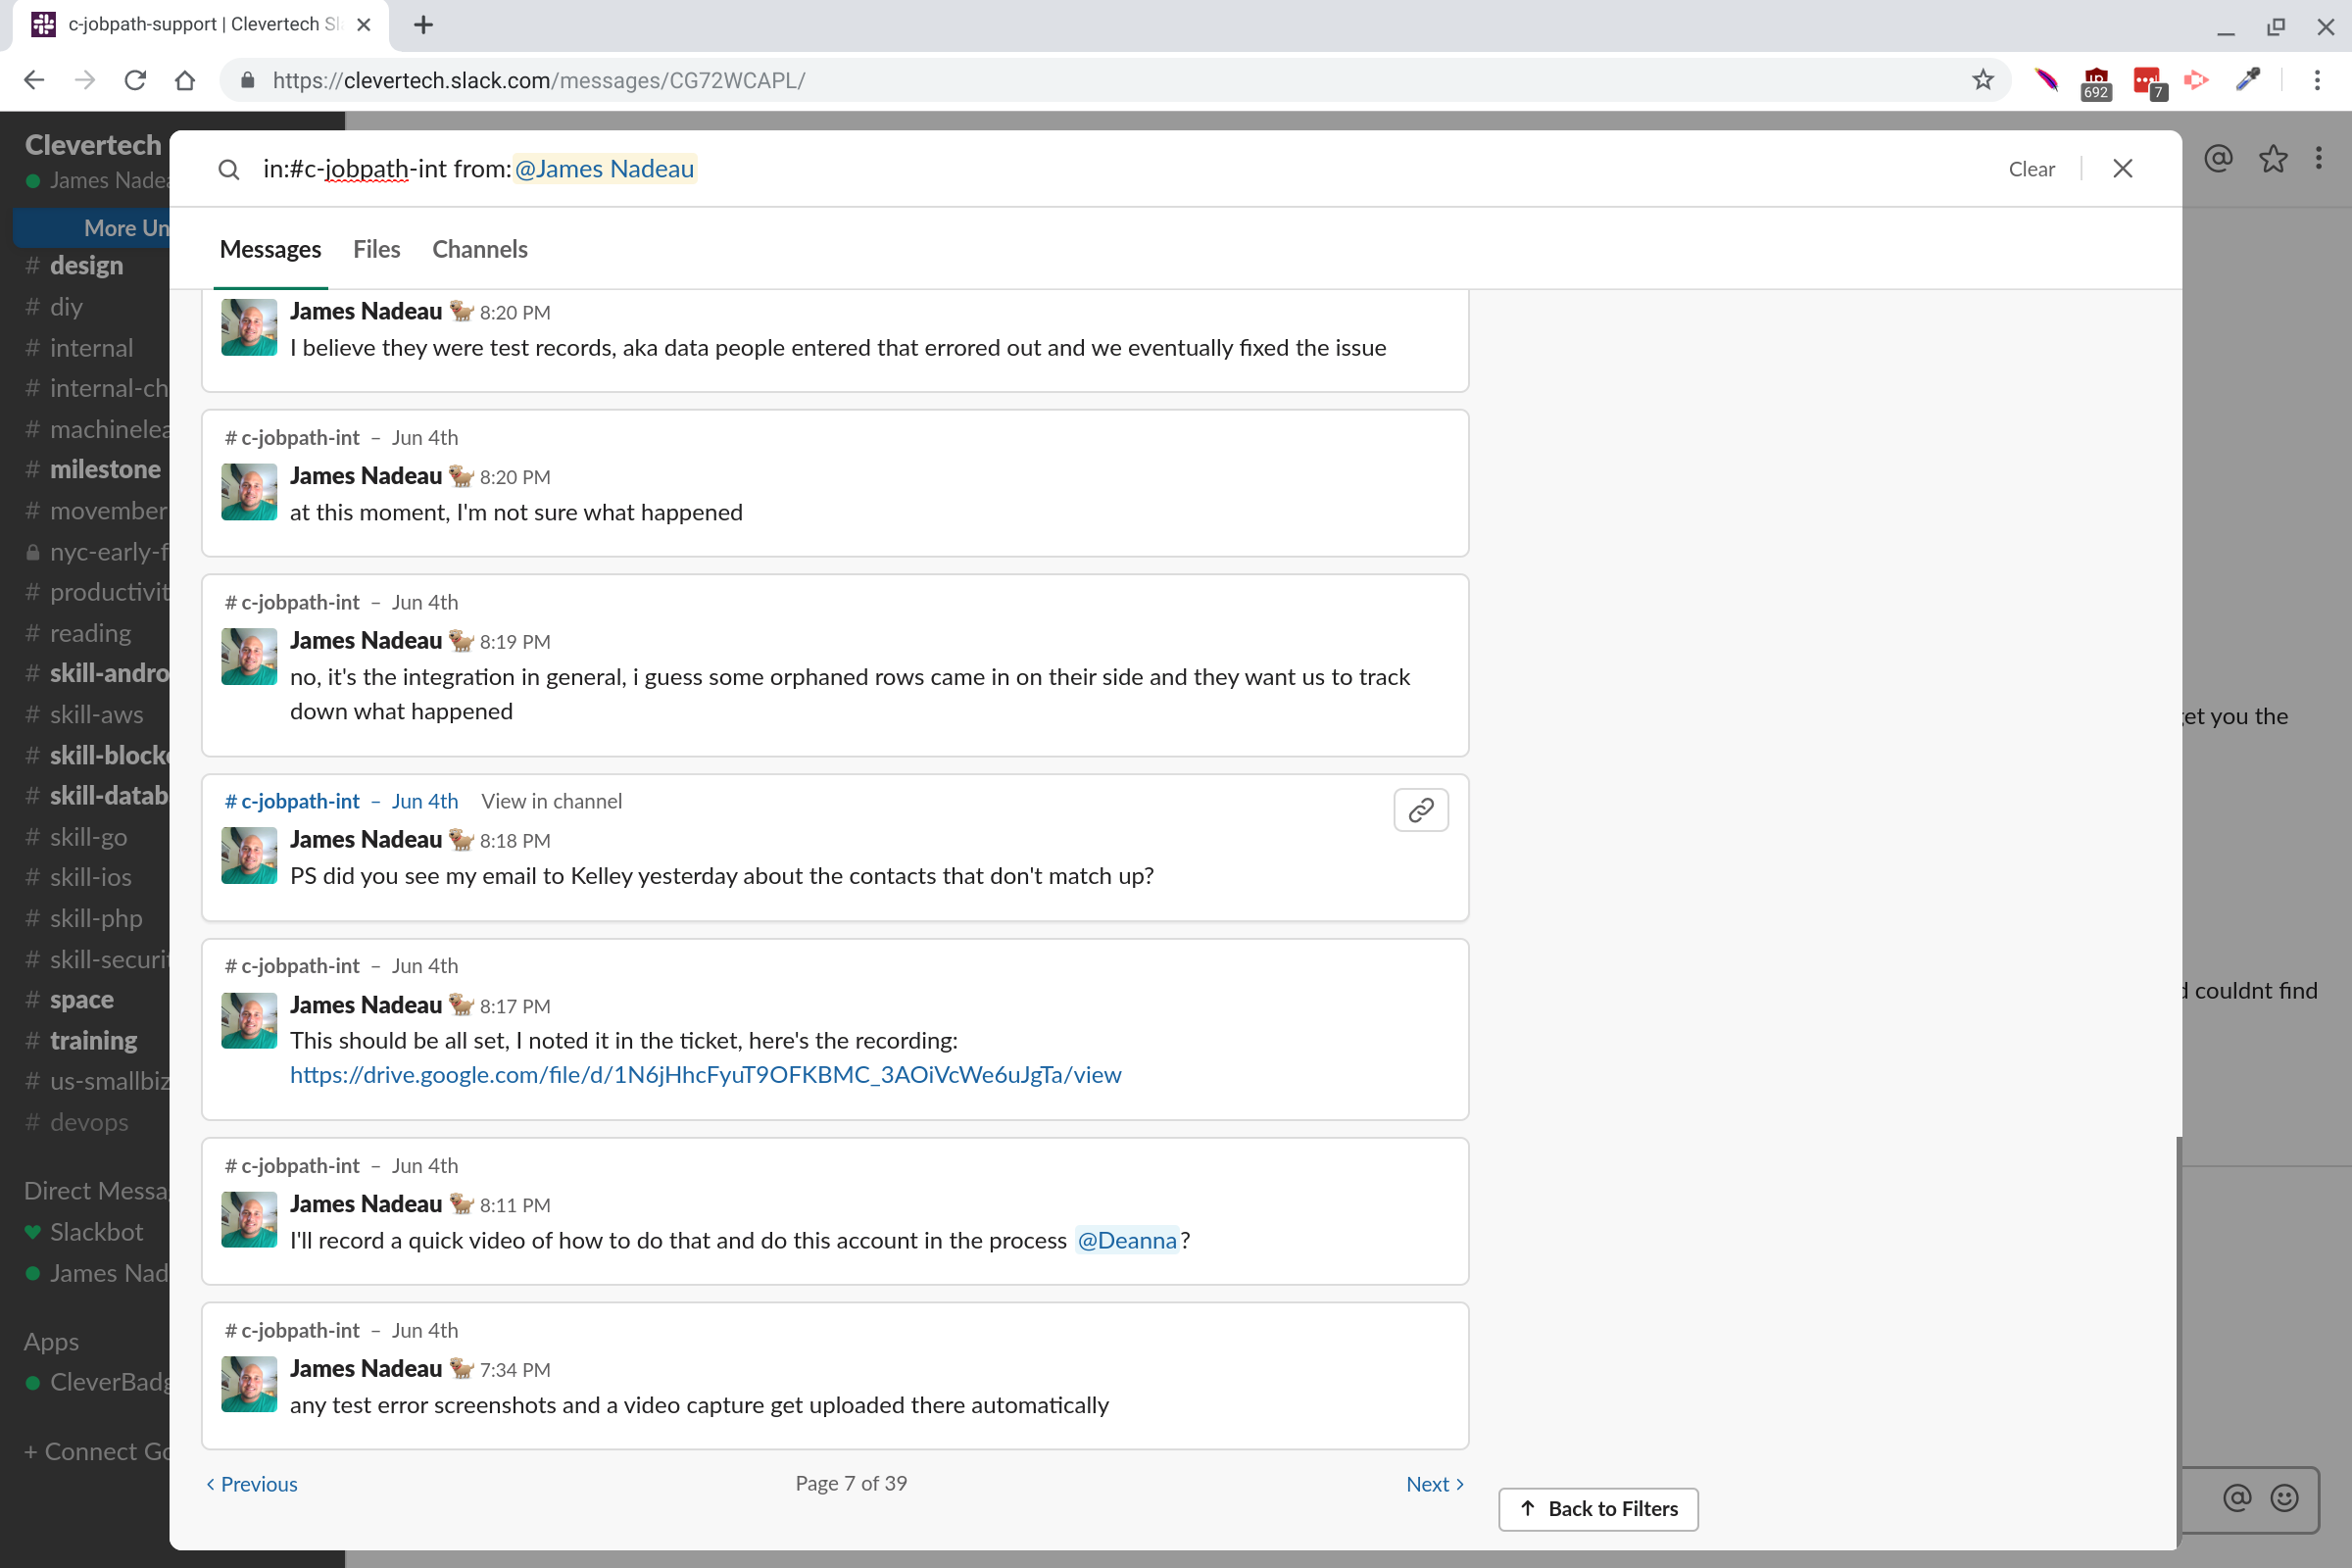 c-jobpath-support | Clevertech Sl
https://clevertech.slack.com/messages/CG72WCAPL/
692
7
Clevertech
James Nadea
More Un
# design
# diy
# internal
# internal-ch
# machinelea
# milestone
# movember
nyc-early-f
# productivit
# reading
# skill-andro
# skill-aws
# skill-blockc
# skill-datab
# skill-go
# skill-ios
# skill-php
# skill-securit
# space
# training
# us-smallbiz
# devops
Direct Messa
Slackbot
James Nad
Apps
CleverBadg
+ Connect Go
in:#c-jobpath-int from:@James Nadeau
Clear
Messages Files Channels
James Nadeau 8:20 PM
I believe they were test records, aka data people entered that errored out and we eventually fixed the issue
# c-jobpath-int – Jun 4th
James Nadeau 8:20 PM
at this moment, I'm not sure what happened
# c-jobpath-int – Jun 4th
James Nadeau 8:19 PM
no, it's the integration in general, i guess some orphaned rows came in on their side and they want us to track
down what happened
# c-jobpath-int – Jun 4th View in channel
James Nadeau 8:18 PM
PS did you see my email to Kelley yesterday about the contacts that don't match up?
# c-jobpath-int – Jun 4th
James Nadeau 8:17 PM
This should be all set, I noted it in the ticket, here's the recording:
https://drive.google.com/file/d/1N6jHhcFyuT9OFKBMC_3AOiVcWe6uJgTa/view
# c-jobpath-int – Jun 4th
James Nadeau 8:11 PM
I'll record a quick video of how to do that and do this account in the process @Deanna?
# c-jobpath-int – Jun 4th
James Nadeau 7:34 PM
any test error screenshots and a video capture get uploaded there automatically
Previous Page 7 of 39 Next
Back to Filters
et you the
d couldnt find